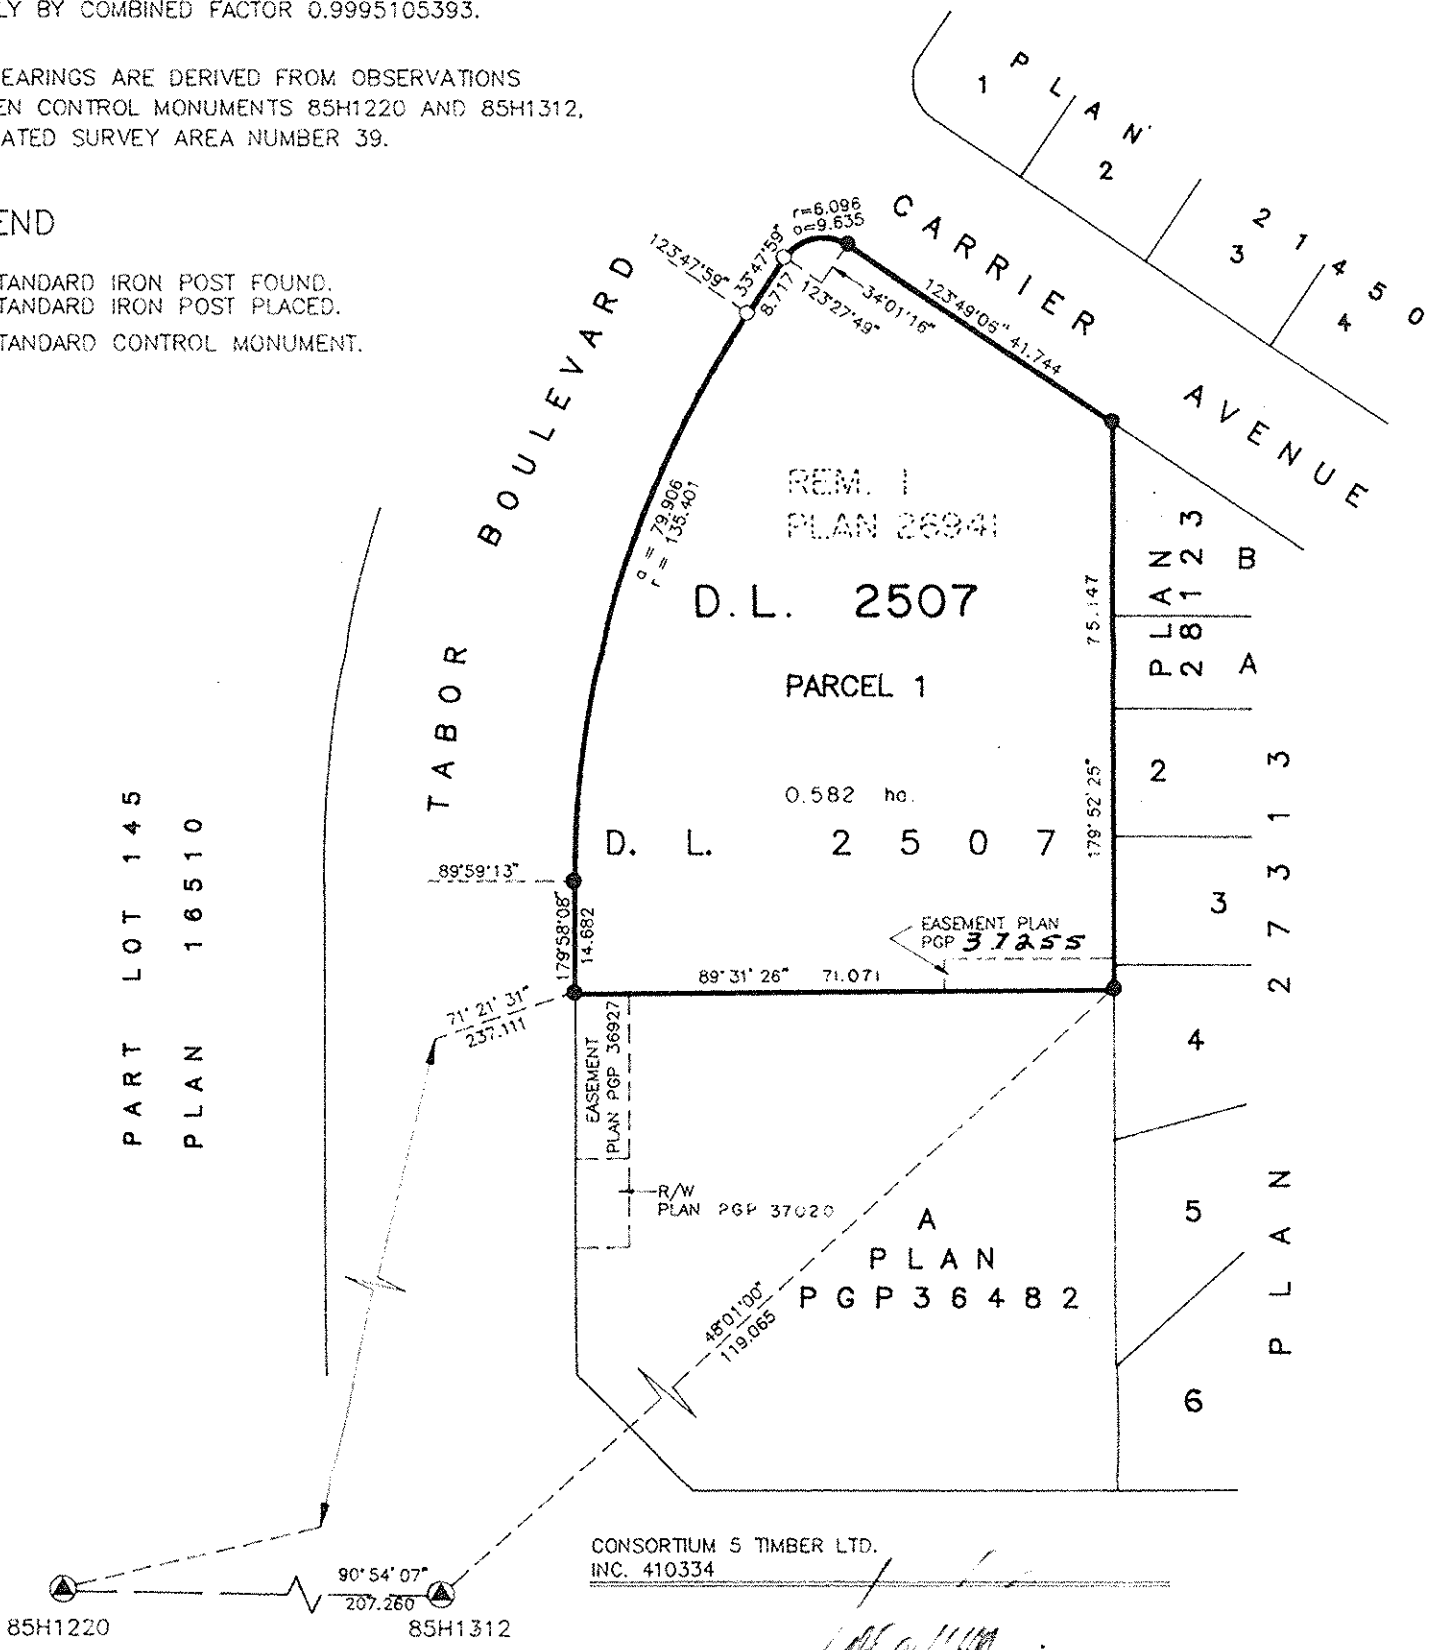 LY BY COMBINED FACTOR 0.9995105393.
EARINGS ARE DERIVED FROM OBSERVATIONS
EN CONTROL MONUMENTS 85H1220 AND 85H1312,
ATED SURVEY AREA NUMBER 39.
END
TANDARD IRON POST FOUND.
TANDARD IRON POST PLACED.
TANDARD CONTROL MONUMENT.
PLAN 21450
1
2
3
4
CARRIER AVENUE
r=6.096
a=9.635
123°47'59"
33°47'59"
8.717
123°27'49"
34°01'16"
123°49'06" 41.744
TABOR BOULEVARD
a = 79.906
r = 135.401
REM. 1
PLAN 26941
D.L. 2507
PARCEL 1
0.582 ha.
D. L. 2507
75.147
179°52'25"
PLAN
28123
B
A
2
3
4
5
6
PLAN 27313
PART LOT 145
PLAN 16510
89°59'13"
179°58'08"
14.682
EASEMENT PLAN
PGP 37255
89°31'26" 71.071
71°21'31"
237.111
EASEMENT
PLAN PGP 36927
R/W
PLAN PGP 37020
A
PLAN
PGP36482
48°01'00"
119.065
90°54'07"
207.260
85H1220
85H1312
CONSORTIUM 5 TIMBER LTD.
INC. 410334